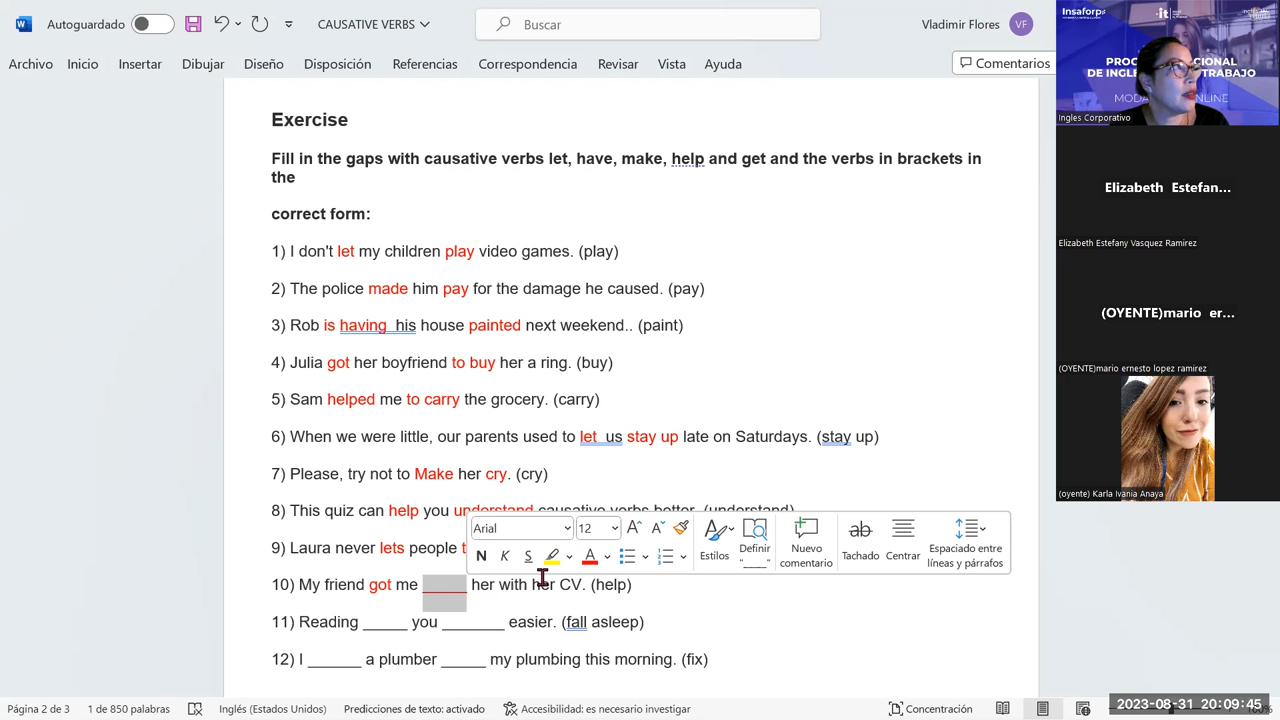 Autoguardado
CAUSATIVE VERBS
Buscar
Vladimir Flores
VF
Archivo Inicio Insertar Dibujar Diseño Disposición Referencias Correspondencia Revisar Vista Ayuda
Comentarios
Exercise
Fill in the gaps with causative verbs let, have, make, help and get and the verbs in brackets in
the
correct form:
1) I don't let my children play video games. (play)
2) The police made him pay for the damage he caused. (pay)
3) Rob is having his house painted next weekend.. (paint)
4) Julia got her boyfriend to buy her a ring. (buy)
5) Sam helped me to carry the grocery. (carry)
6) When we were little, our parents used to let us stay up late on Saturdays. (stay up)
7) Please, try not to Make her cry. (cry)
8) This quiz can help you understand causative verbs better. (understand)
9) Laura never lets people t
10) My friend got me _____ her with her CV. (help)
11) Reading _____ you _______ easier. (fall asleep)
12) I ______ a plumber _____ my plumbing this morning. (fix)
Arial 12
N K S A
Estilos
Definir
"____"
Nuevo
comentario
ab
Tachado
Centrar
Espaciado entre
líneas y párrafos
Página 2 de 3
1 de 850 palabras
Inglés (Estados Unidos)
Predicciones de texto: activado
Accesibilidad: es necesario investigar
Concentración
2023-08-31 20:09:45
Insaforp
Ingles Corporativo
Elizabeth Estefan...
Elizabeth Estefany Vasquez Ramirez
(OYENTE)mario er...
(OYENTE)mario ernesto lopez ramirez
(oyente) Karla Ivania Anaya